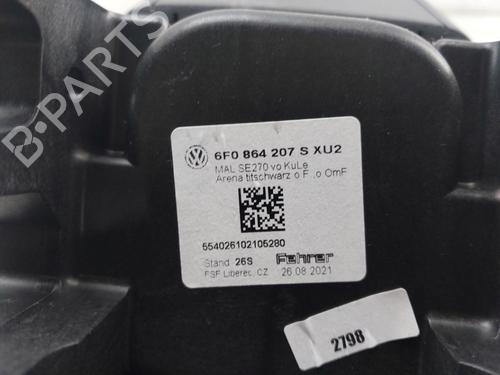 6F0 864 207 S XU2
MAL SE270 vo KuLe
Arena titschwarz o F .o OmF
554026102105280
Stand 26S Fehrer
FSF Liberec, CZ 26.08.2021
2798